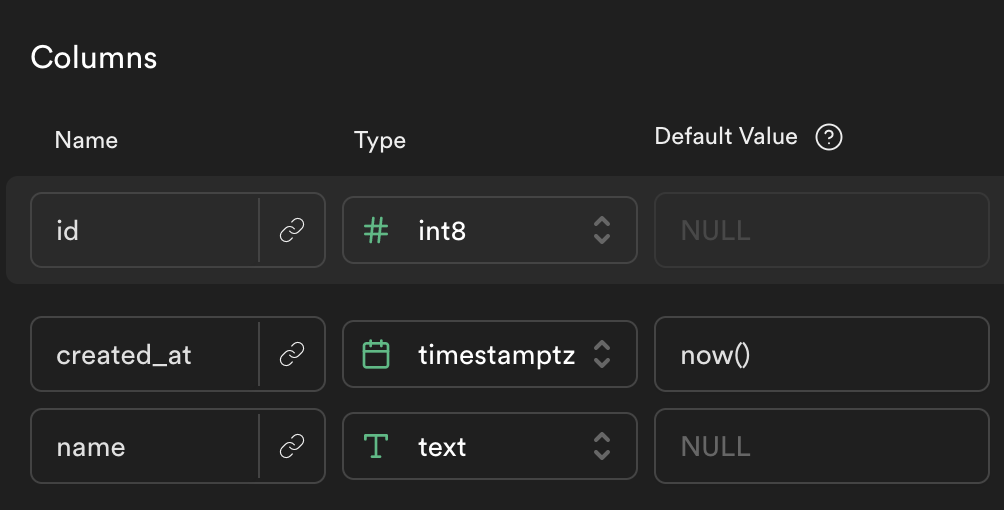 Columns
Name Type Default Value ?
id int8 NULL
created_at timestamptz now()
name text NULL